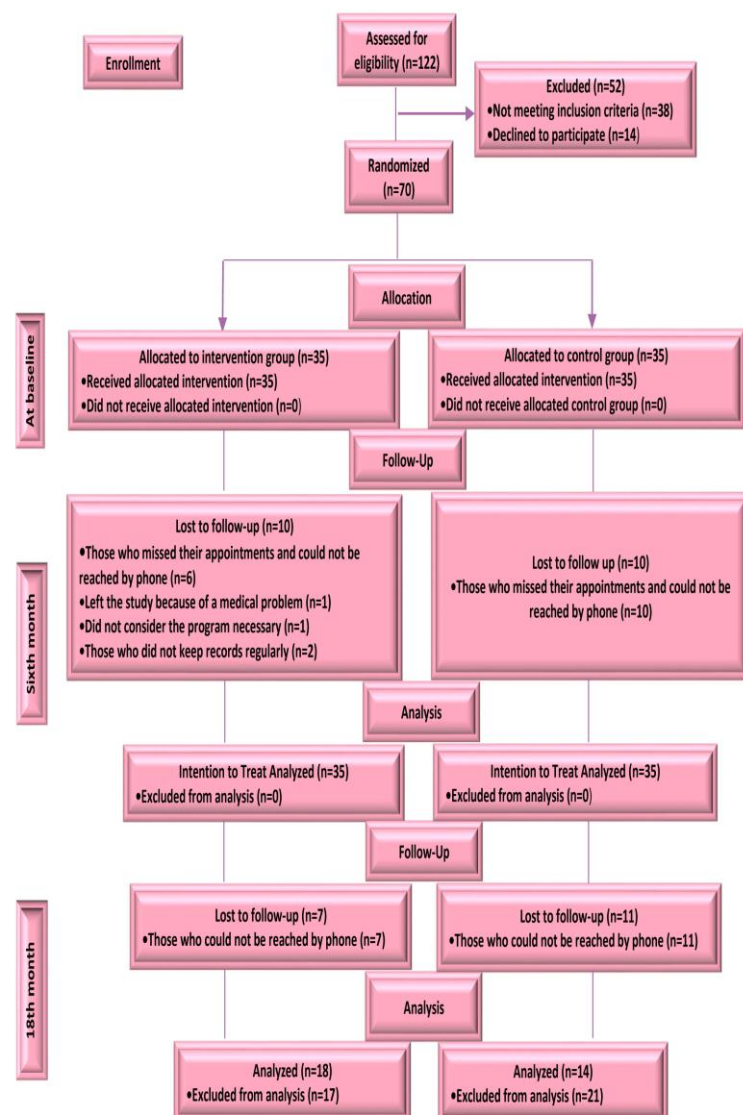 Assessed for
eligibility (n=122)
Enrollment
Excluded (n=52)
•Not meeting inclusion criteria (n=38)
•Declined to participate (n=14)
Randomized
(n=70)
Allocation
At baseline
Allocated to intervention group (n=35)
•Received allocated intervention (n=35)
•Did not receive allocated intervention (n=0)
Allocated to control group (n=35)
•Received allocated intervention (n=35)
•Did not receive allocated control group (n=0)
Follow-Up
Sixth month
Lost to follow-up (n=10)
•Those who missed their appointments and could not be
reached by phone (n=6)
•Left the study because of a medical problem (n=1)
•Did not consider the program necessary (n=1)
•Those who did not keep records regularly (n=2)
Lost to follow up (n=10)
•Those who missed their appointments and could not be
reached by phone (n=10)
Analysis
Intention to Treat Analyzed (n=35)
•Excluded from analysis (n=0)
Intention to Treat Analyzed (n=35)
•Excluded from analysis (n=0)
Follow-Up
18th month
Lost to follow-up (n=7)
•Those who could not be reached by phone (n=7)
Lost to follow-up (n=11)
•Those who could not be reached by phone (n=11)
Analysis
Analyzed (n=18)
•Excluded from analysis (n=17)
Analyzed (n=14)
•Excluded from analysis (n=21)